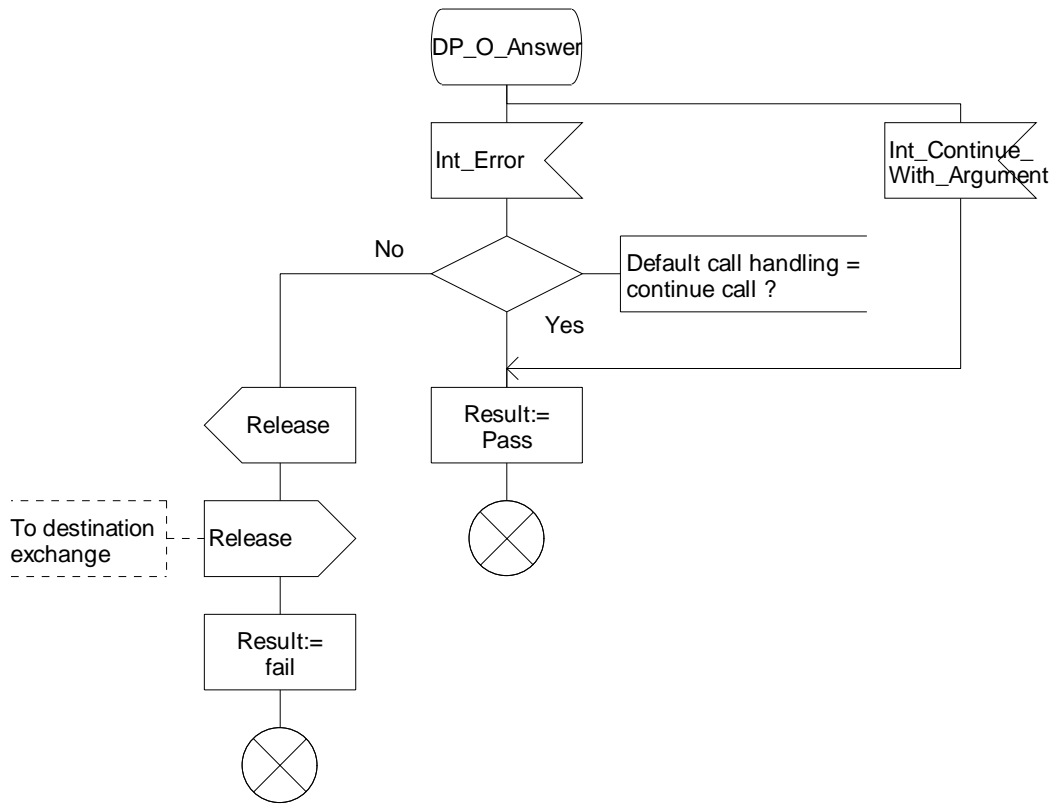 DP_O_Answer
Int_Error
Int_Continue_
With_Argument
No
Default call handling =
continue call ?
Yes
Release
Result:=
Pass
To destination
exchange
Release
Result:=
fail